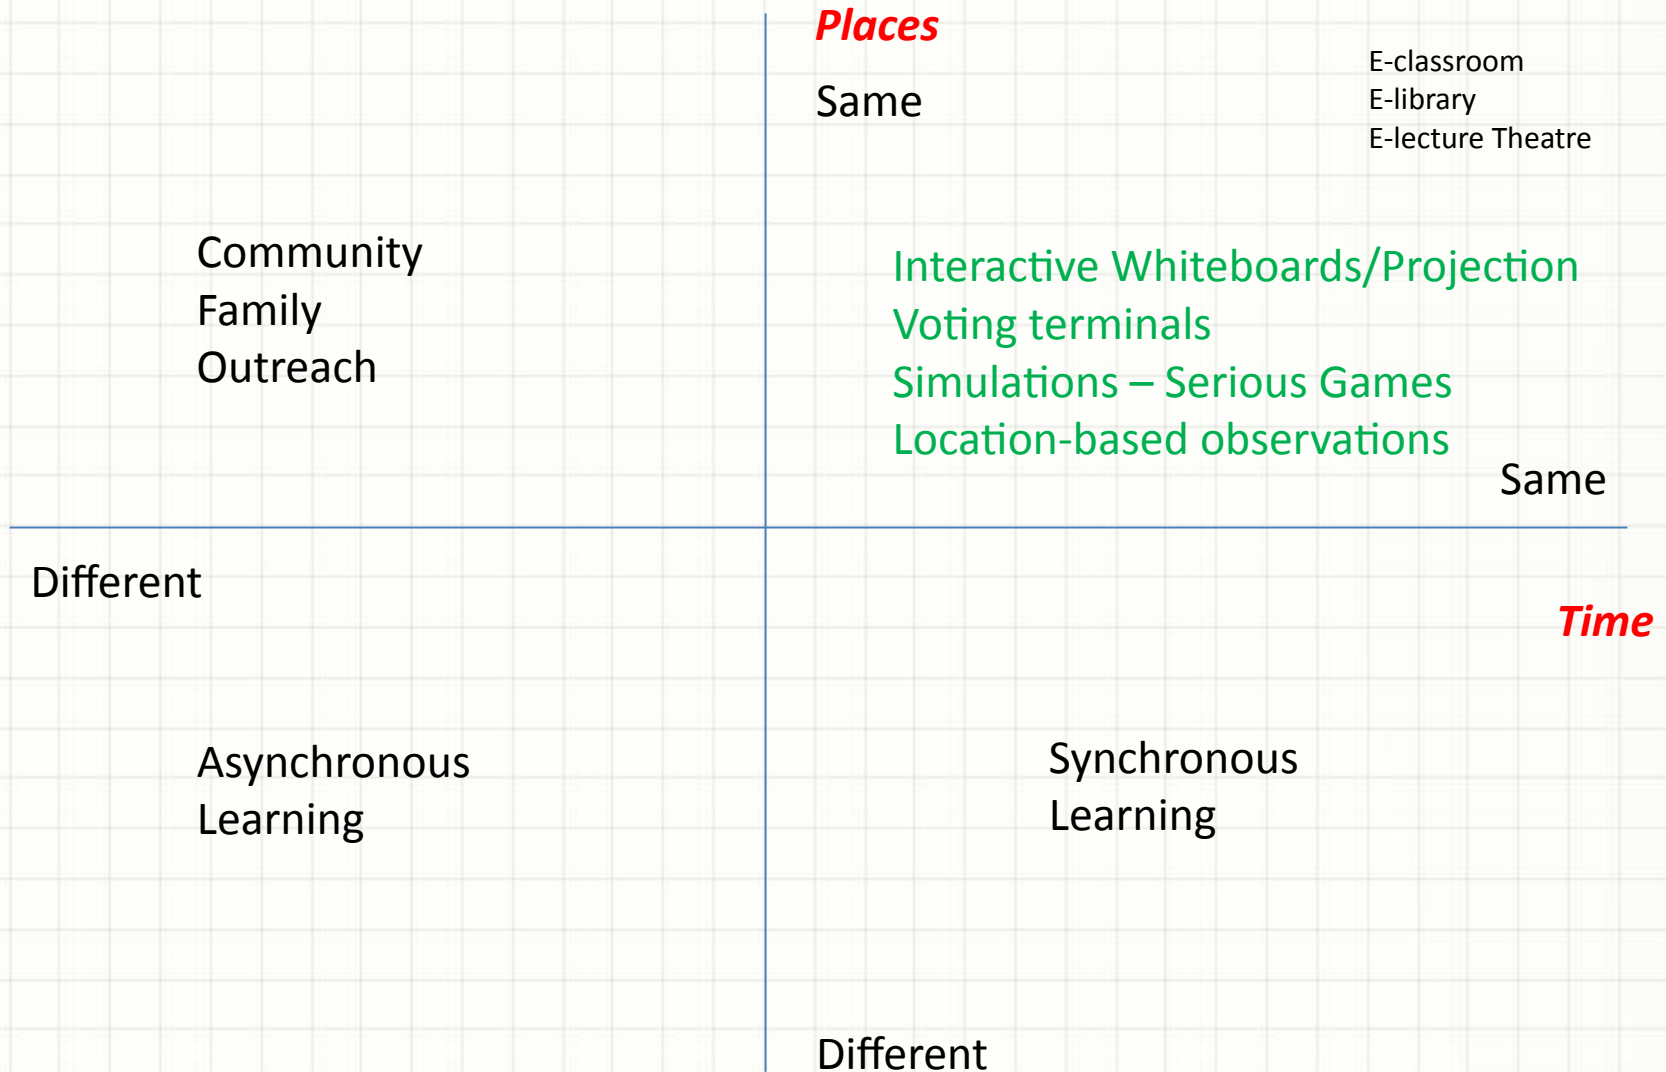 Places
Same
E-classroom
E-library
E-lecture Theatre
Community
Family
Outreach
Interactive Whiteboards/Projection
Voting terminals
Simulations – Serious Games
Location-based observations
Same
Different
Time
Asynchronous
Learning
Synchronous
Learning
Different